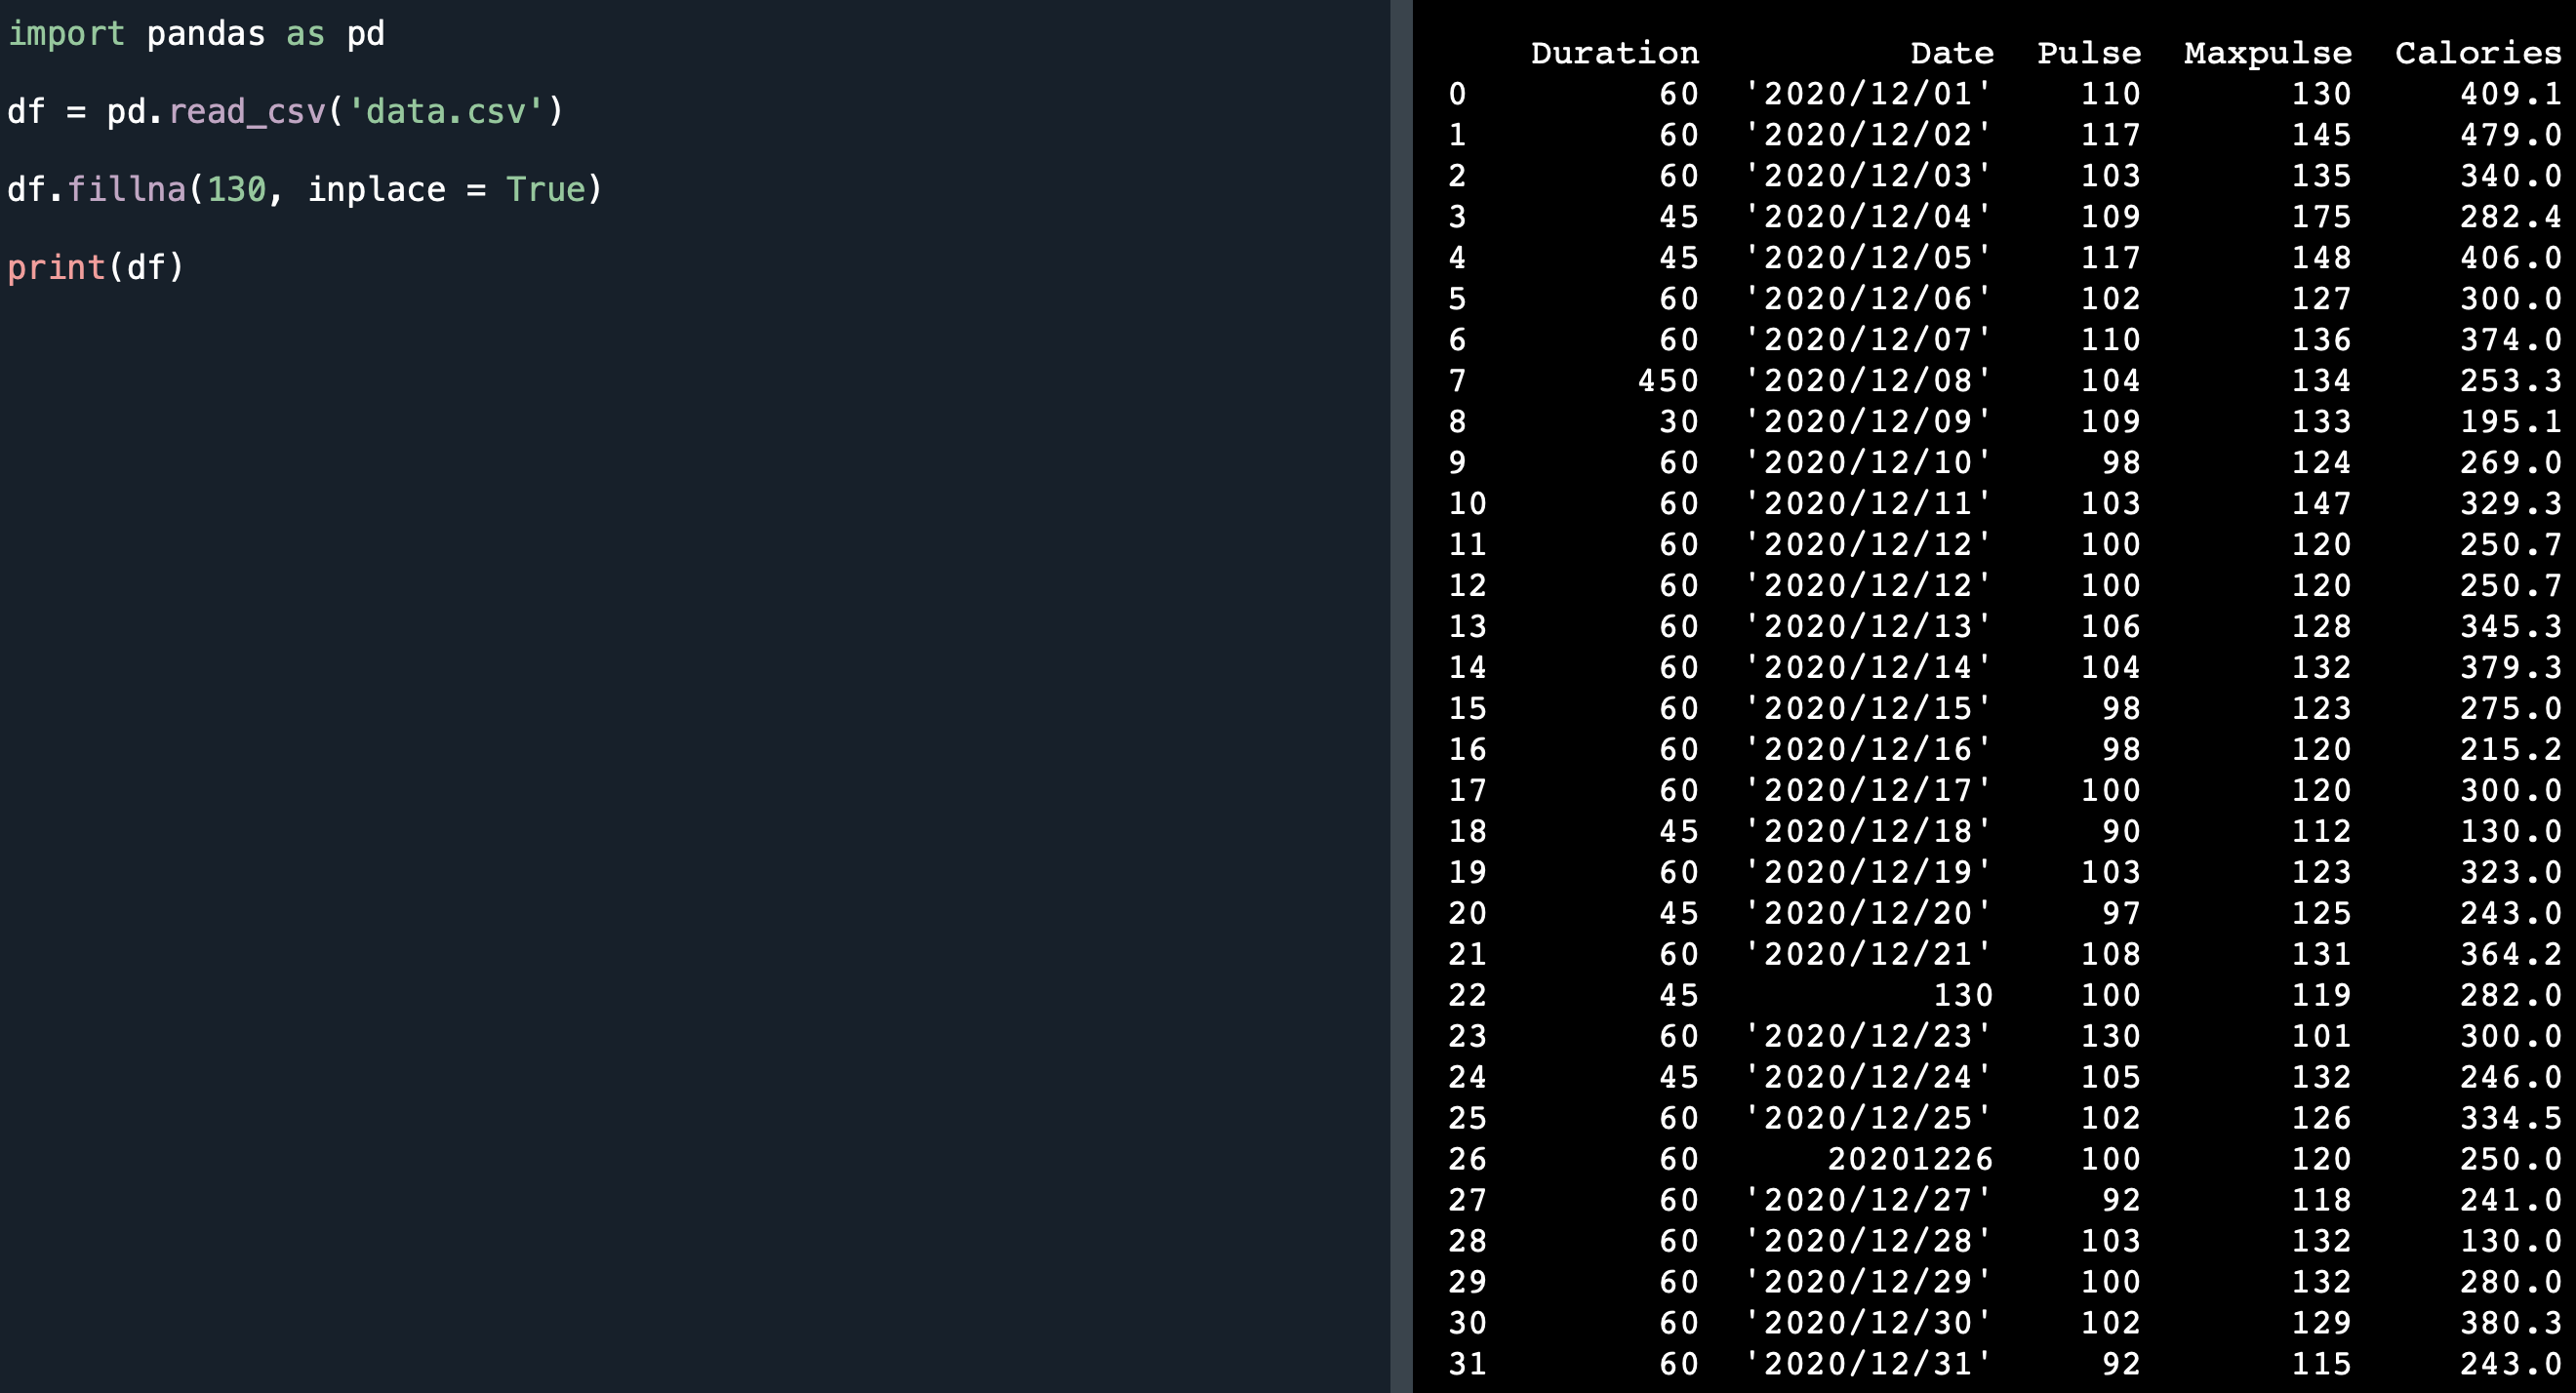 import pandas as pd
df = pd.read_csv('data.csv')
df.fillna(130, inplace = True)
print(df)
Duration Date Pulse Maxpulse Calories
0 60 '2020/12/01' 110 130 409.1
1 60 '2020/12/02' 117 145 479.0
2 60 '2020/12/03' 103 135 340.0
3 45 '2020/12/04' 109 175 282.4
4 45 '2020/12/05' 117 148 406.0
5 60 '2020/12/06' 102 127 300.0
6 60 '2020/12/07' 110 136 374.0
7 450 '2020/12/08' 104 134 253.3
8 30 '2020/12/09' 109 133 195.1
9 60 '2020/12/10' 98 124 269.0
10 60 '2020/12/11' 103 147 329.3
11 60 '2020/12/12' 100 120 250.7
12 60 '2020/12/12' 100 120 250.7
13 60 '2020/12/13' 106 128 345.3
14 60 '2020/12/14' 104 132 379.3
15 60 '2020/12/15' 98 123 275.0
16 60 '2020/12/16' 98 120 215.2
17 60 '2020/12/17' 100 120 300.0
18 45 '2020/12/18' 90 112 130.0
19 60 '2020/12/19' 103 123 323.0
20 45 '2020/12/20' 97 125 243.0
21 60 '2020/12/21' 108 131 364.2
22 45 130 100 119 282.0
23 60 '2020/12/23' 130 101 300.0
24 45 '2020/12/24' 105 132 246.0
25 60 '2020/12/25' 102 126 334.5
26 60 20201226 100 120 250.0
27 60 '2020/12/27' 92 118 241.0
28 60 '2020/12/28' 103 132 130.0
29 60 '2020/12/29' 100 132 280.0
30 60 '2020/12/30' 102 129 380.3
31 60 '2020/12/31' 92 115 243.0